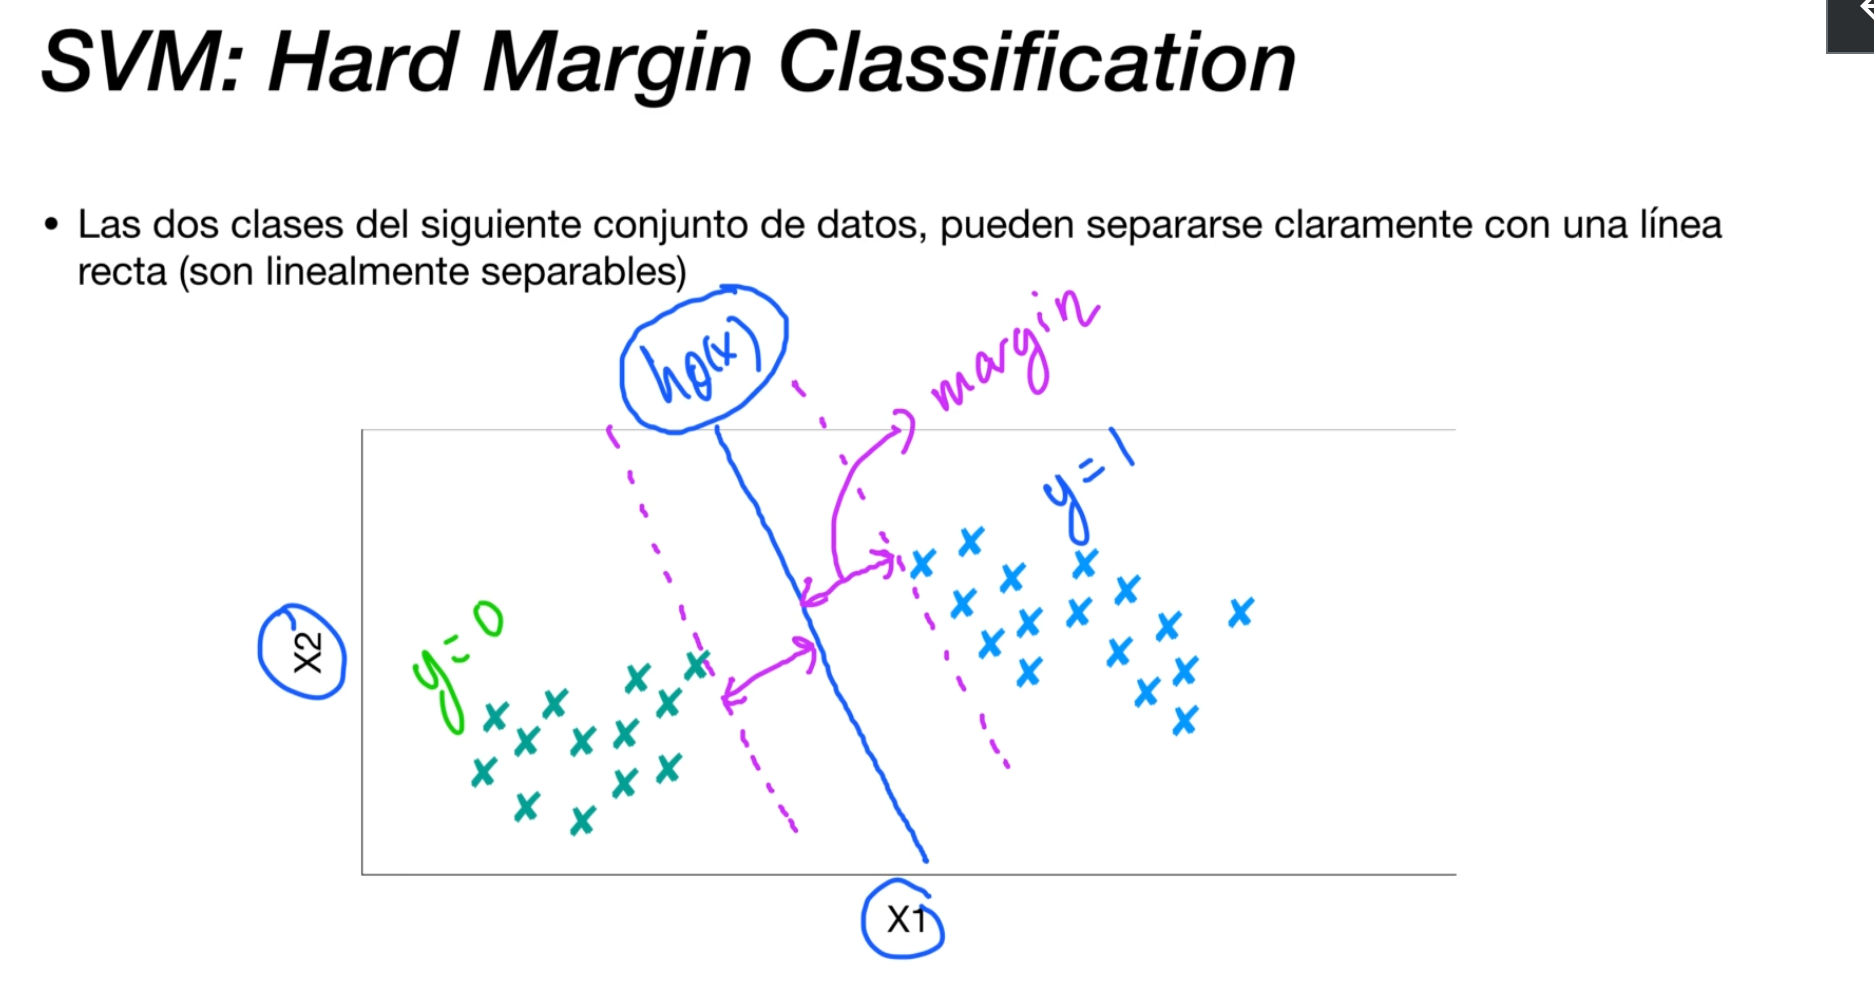 SVM: Hard Margin Classification
• Las dos clases del siguiente conjunto de datos, pueden separarse claramente con una línea
recta (son linealmente separables)
hθ(x)
margin
y=1
y=0
X2
X1